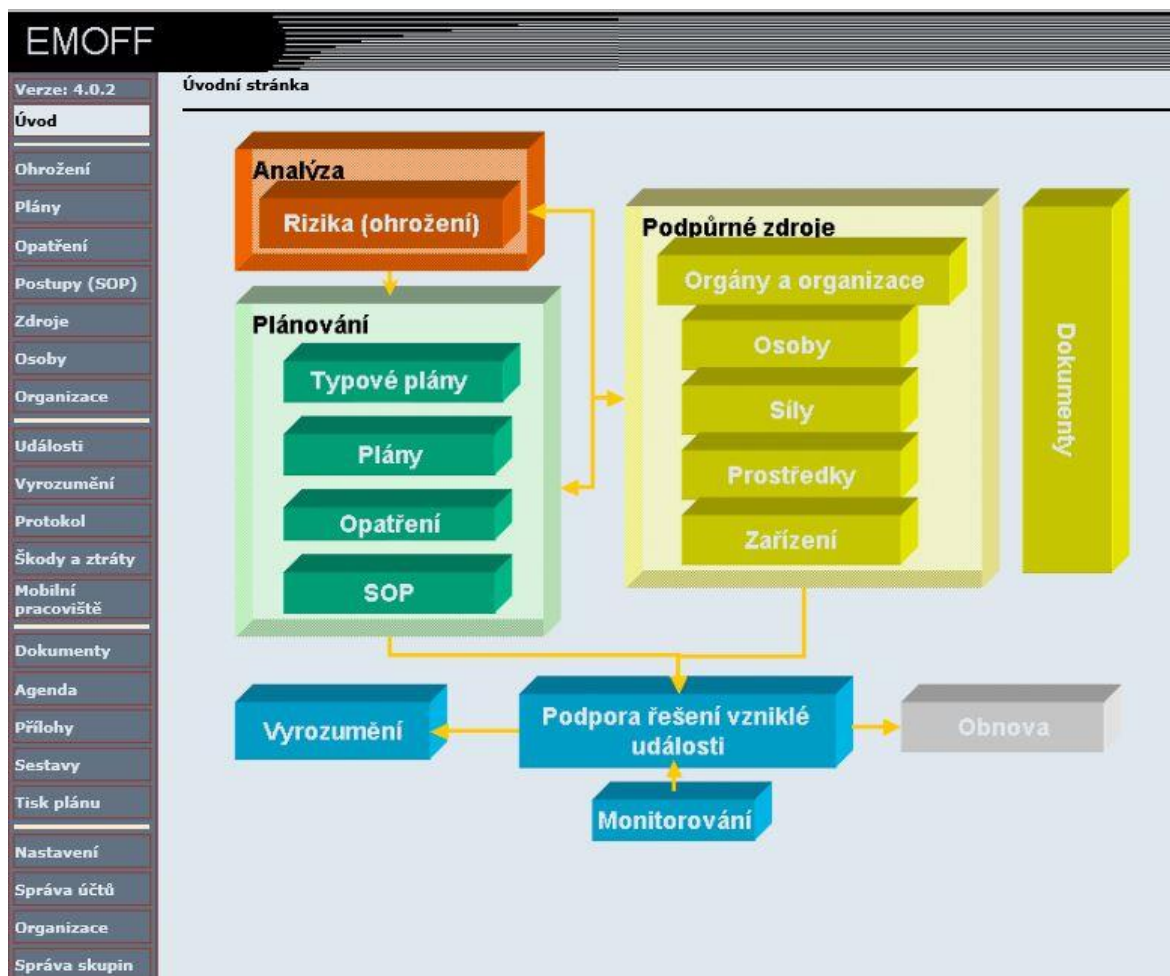 EMOFF
Verze: 4.0.2
Úvod
Ohrožení
Plány
Opatření
Postupy (SOP)
Zdroje
Osoby
Organizace
Události
Vyrozumění
Protokol
Škody a ztráty
Mobilní
pracoviště
Dokumenty
Agenda
Přílohy
Sestavy
Tisk plánu
Nastavení
Správa účtů
Organizace
Správa skupin
Úvodní stránka
Analýza
Rizika (ohrožení)
Plánování
Typové plány
Plány
Opatření
SOP
Podpůrné zdroje
Orgány a organizace
Osoby
Síly
Prostředky
Zařízení
Dokumenty
Vyrozumění
Podpora řešení vzniklé
události
Obnova
Monitorování